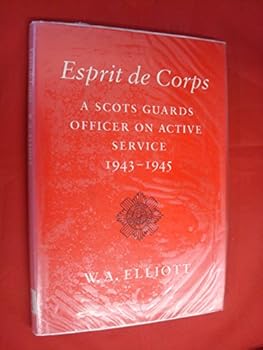 Esprit de Corps
A SCOTS GUARDS
OFFICER ON ACTIVE
SERVICE
1943–1945
W. A. ELLIOTT